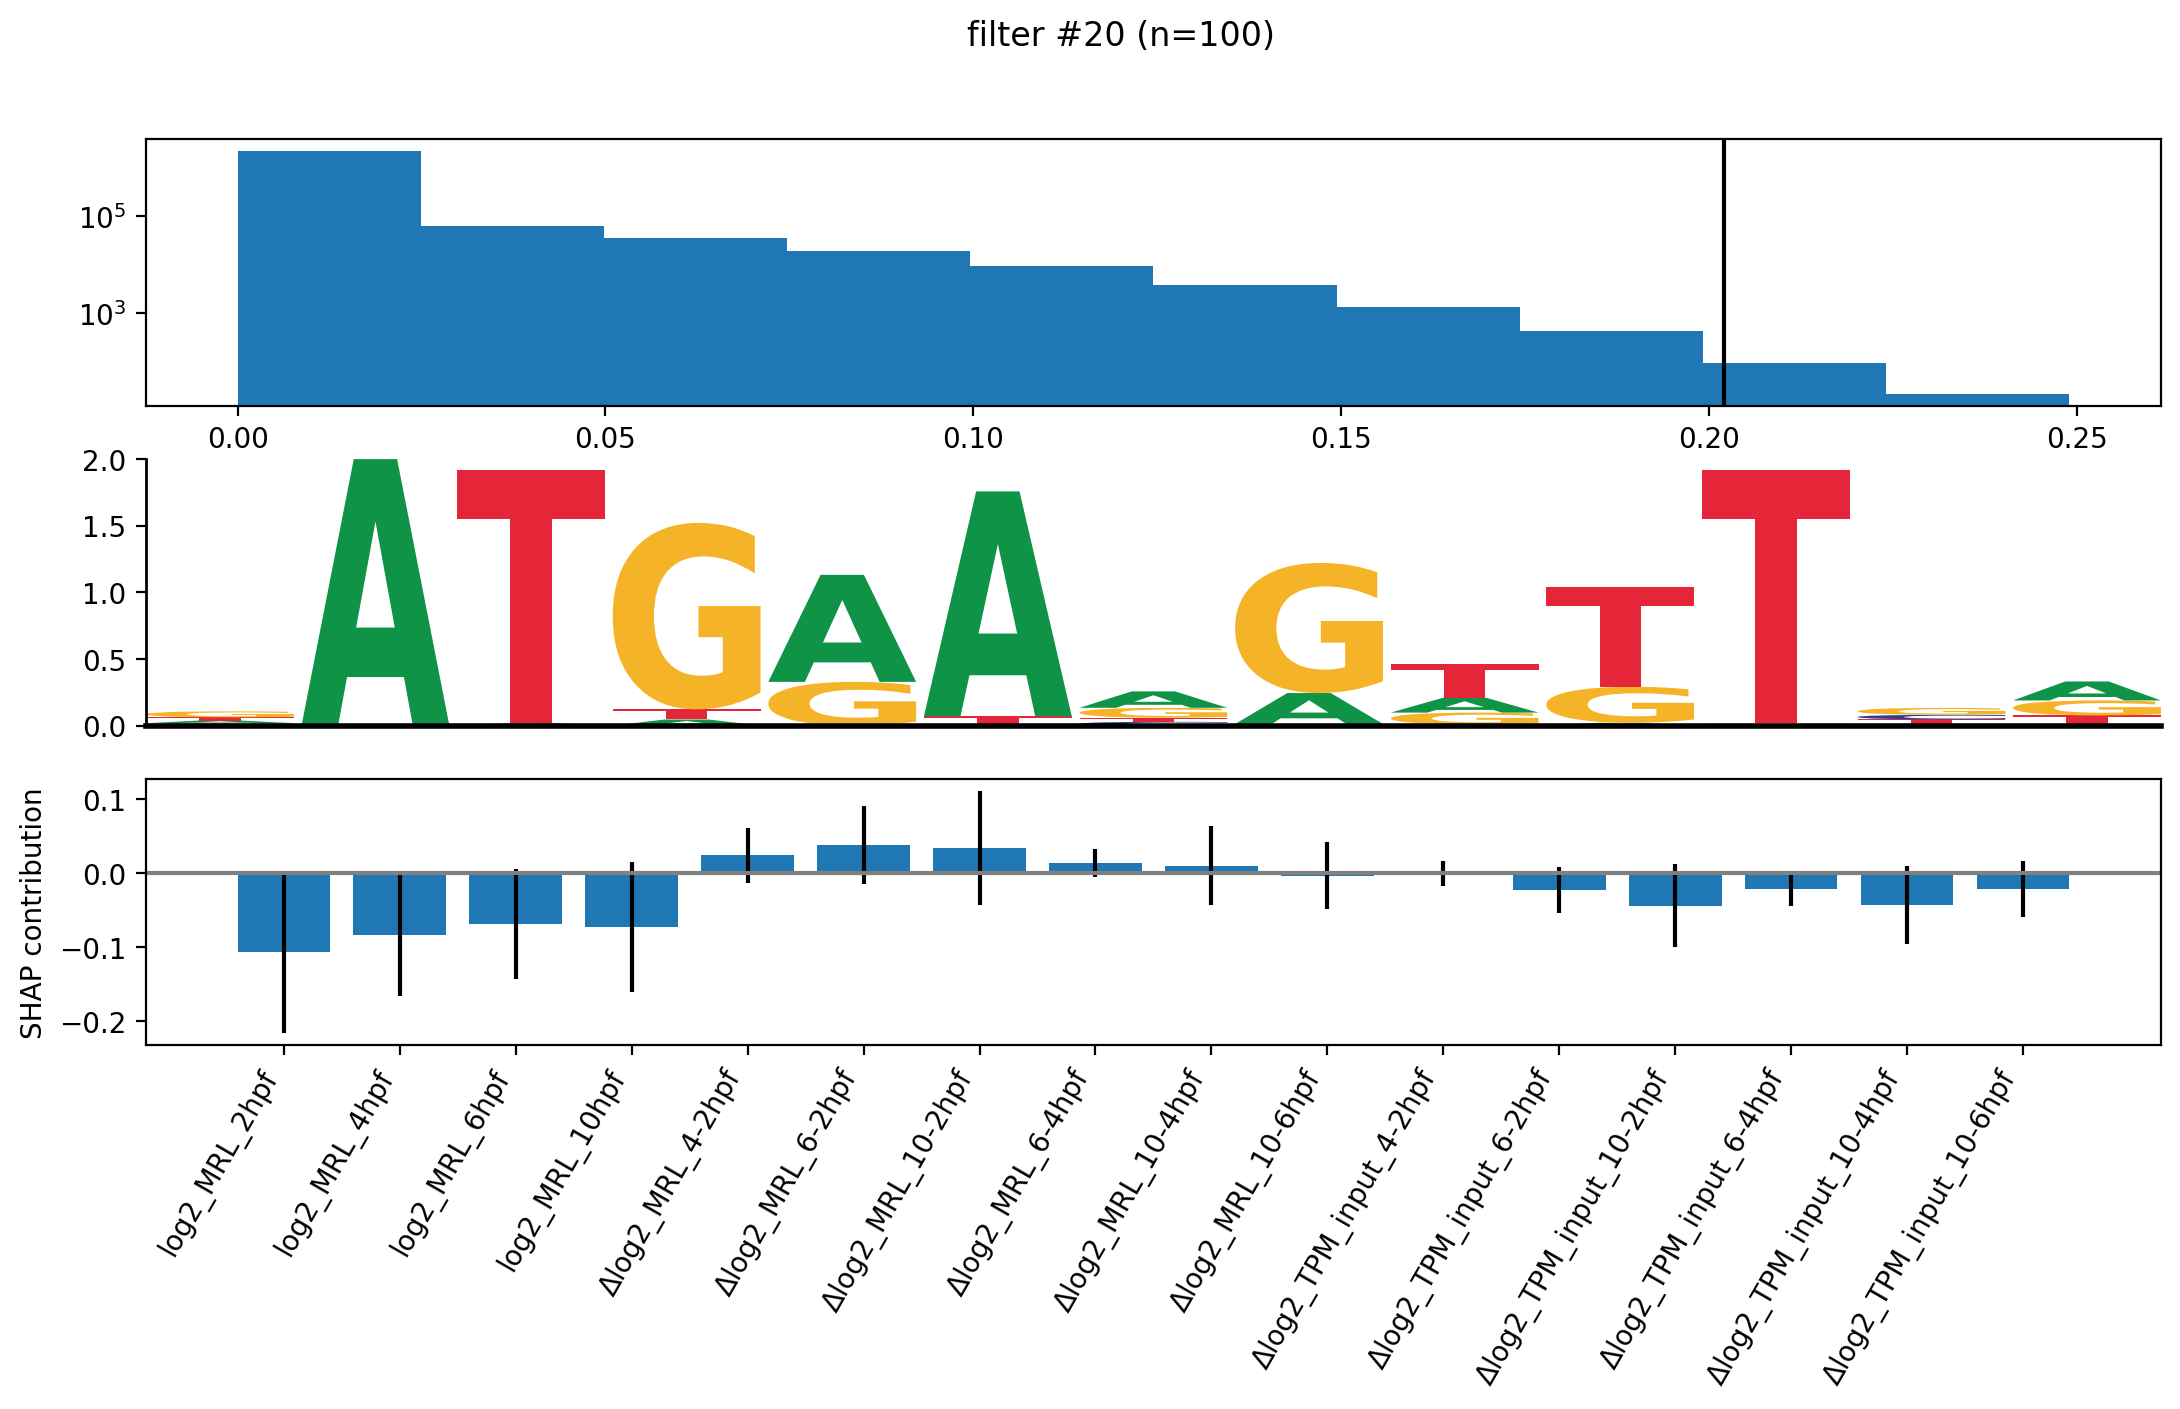 filter #20 (n=100)
10⁵
10³
0.00 0.05 0.10 0.15 0.20 0.25
2.0
1.5
1.0
0.5
0.0
ATGAAAGTTT
SHAP contribution
0.1
0.0
−0.1
−0.2
log2_MRL_2hpf
log2_MRL_4hpf
log2_MRL_6hpf
log2_MRL_10hpf
Δlog2_MRL_4-2hpf
Δlog2_MRL_6-2hpf
Δlog2_MRL_10-2hpf
Δlog2_MRL_6-4hpf
Δlog2_MRL_10-4hpf
Δlog2_MRL_10-6hpf
Δlog2_TPM_input_4-2hpf
Δlog2_TPM_input_6-2hpf
Δlog2_TPM_input_10-2hpf
Δlog2_TPM_input_6-4hpf
Δlog2_TPM_input_10-4hpf
Δlog2_TPM_input_10-6hpf